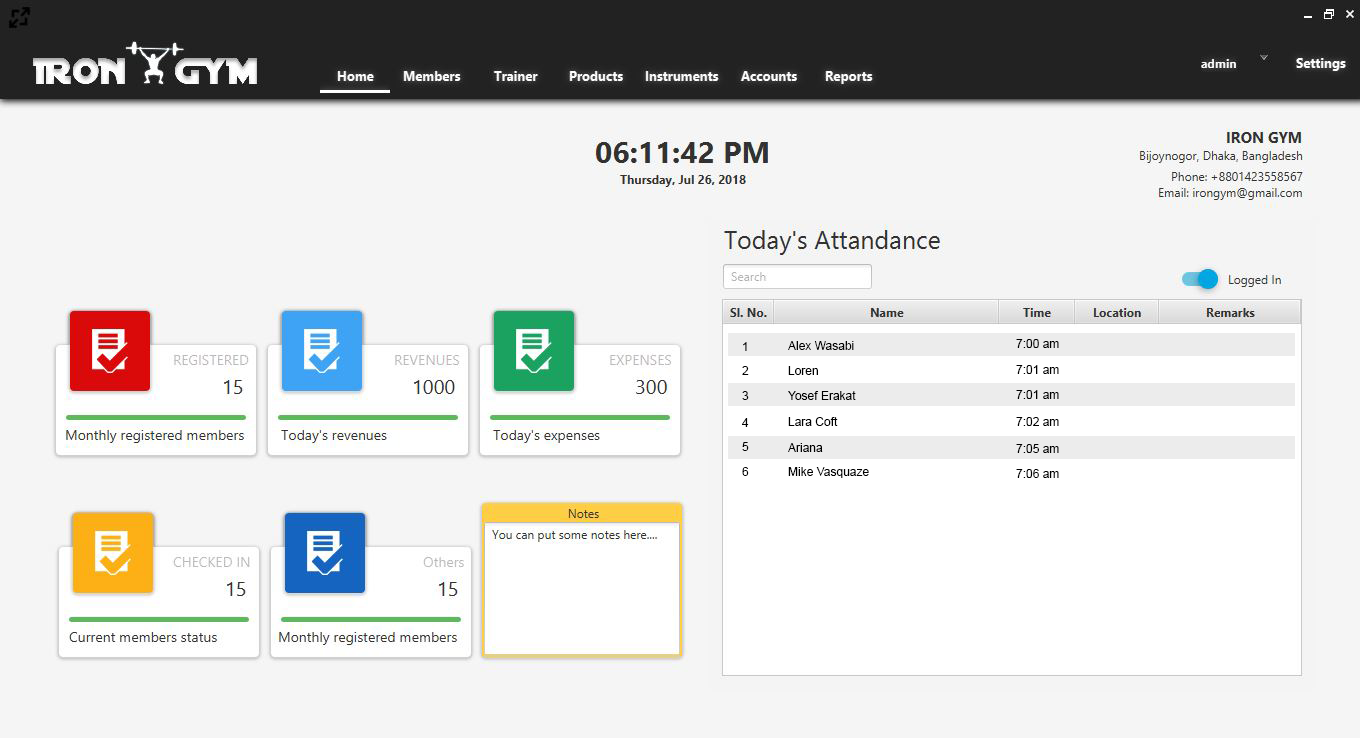 IRON GYM
Home Members Trainer Products Instruments Accounts Reports
admin Settings
06:11:42 PM
Thursday, Jul 26, 2018
IRON GYM
Bijoynogor, Dhaka, Bangladesh
Phone: +8801423558567
Email: irongym@gmail.com
REGISTERED
15
Monthly registered members
REVENUES
1000
Today's revenues
EXPENSES
300
Today's expenses
CHECKED IN
15
Current members status
Others
15
Monthly registered members
Notes
You can put some notes here....
Today's Attandance
Search
Logged In
Sl. No. Name Time Location Remarks
1 Alex Wasabi 7:00 am
2 Loren 7:01 am
3 Yosef Erakat 7:01 am
4 Lara Coft 7:02 am
5 Ariana 7:05 am
6 Mike Vasquaze 7:06 am